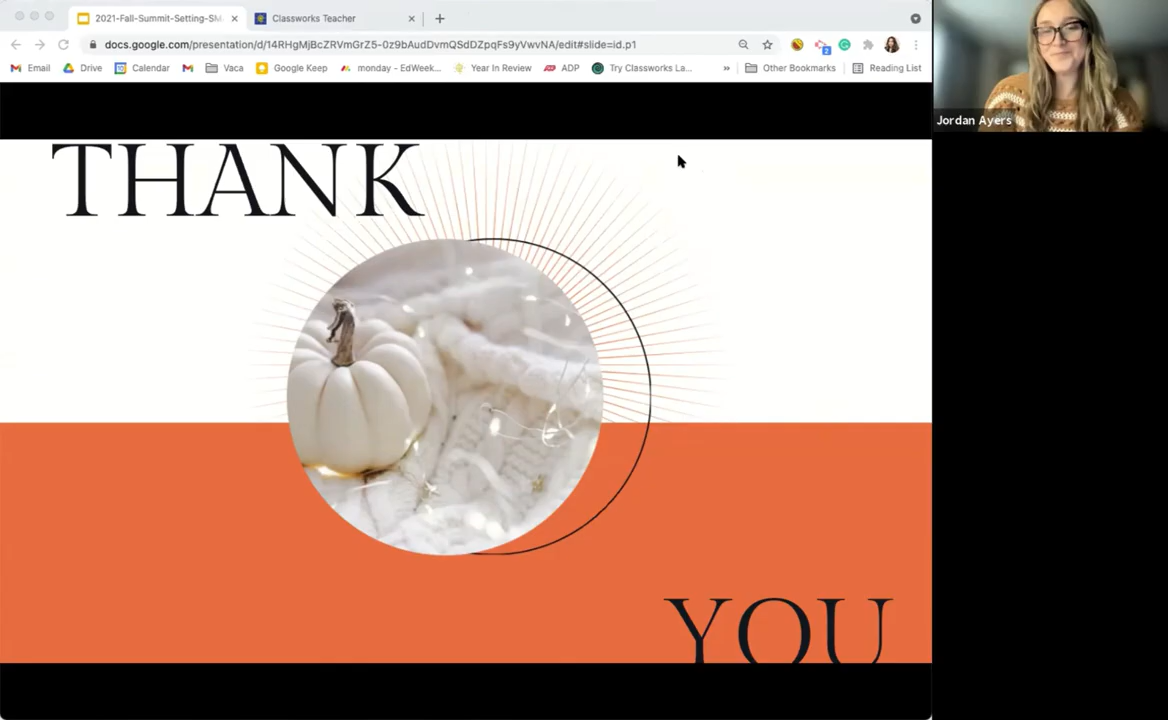 2021-Fall-Summit-Setting-SM
Classworks Teacher
docs.google.com/presentation/d/14RHgMjBcZRVmGrZ5-0z9bAudDvmQSdDZpqFs9yVwvNA/edit#slide=id.p1
Email Drive Calendar Vaca Google Keep monday - EdWeek... Year In Review ADP Try Classworks La... » Other Bookmarks Reading List
2
Jordan Ayers
THANK
YOU